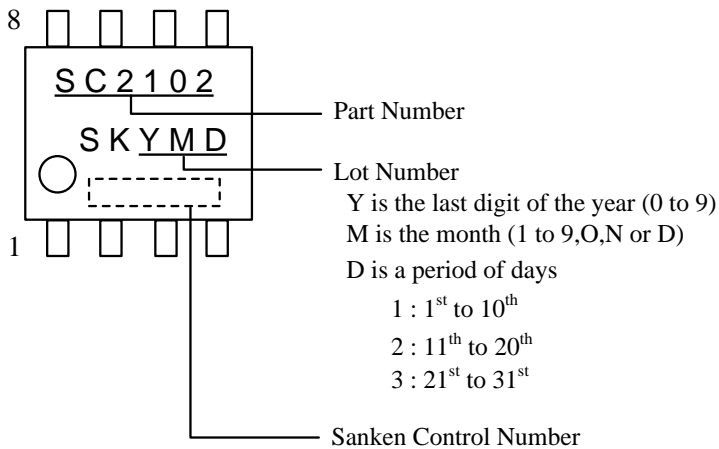 8
SC2102
SKYMD
1
Part Number
Lot Number
Y is the last digit of the year (0 to 9)
M is the month (1 to 9,O,N or D)
D is a period of days
1 : 1st to 10th
2 : 11th to 20th
3 : 21st to 31st
Sanken Control Number